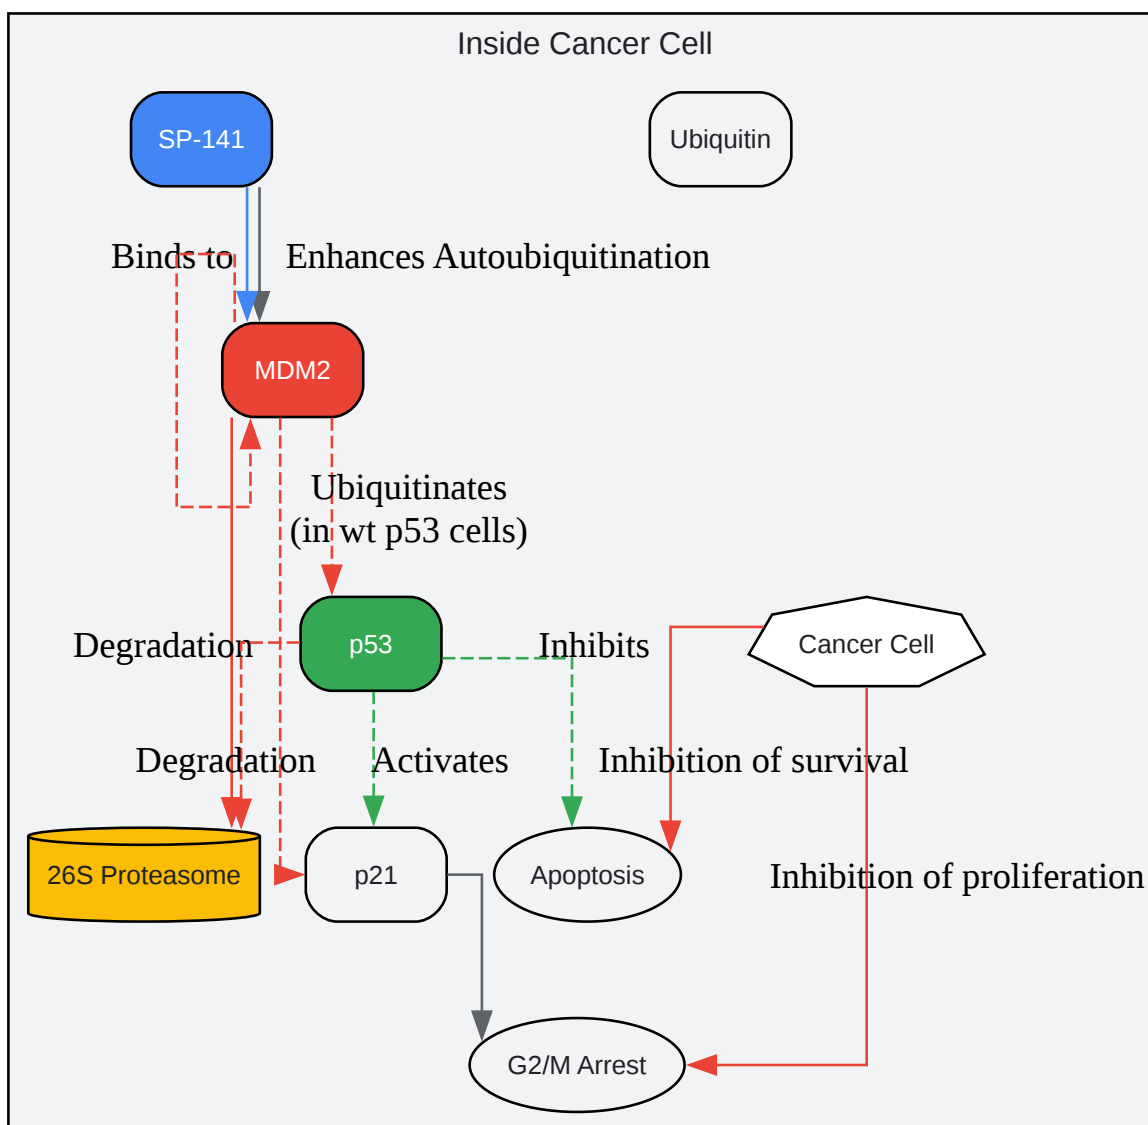 Inside Cancer Cell
SP-141
Ubiquitin
Binds to
Enhances Autoubiquitination
MDM2
Ubiquitinates
(in wt p53 cells)
Degradation
p53
Inhibits
Cancer Cell
Degradation
Activates
Inhibition of survival
26S Proteasome
p21
Apoptosis
Inhibition of proliferation
G2/M Arrest